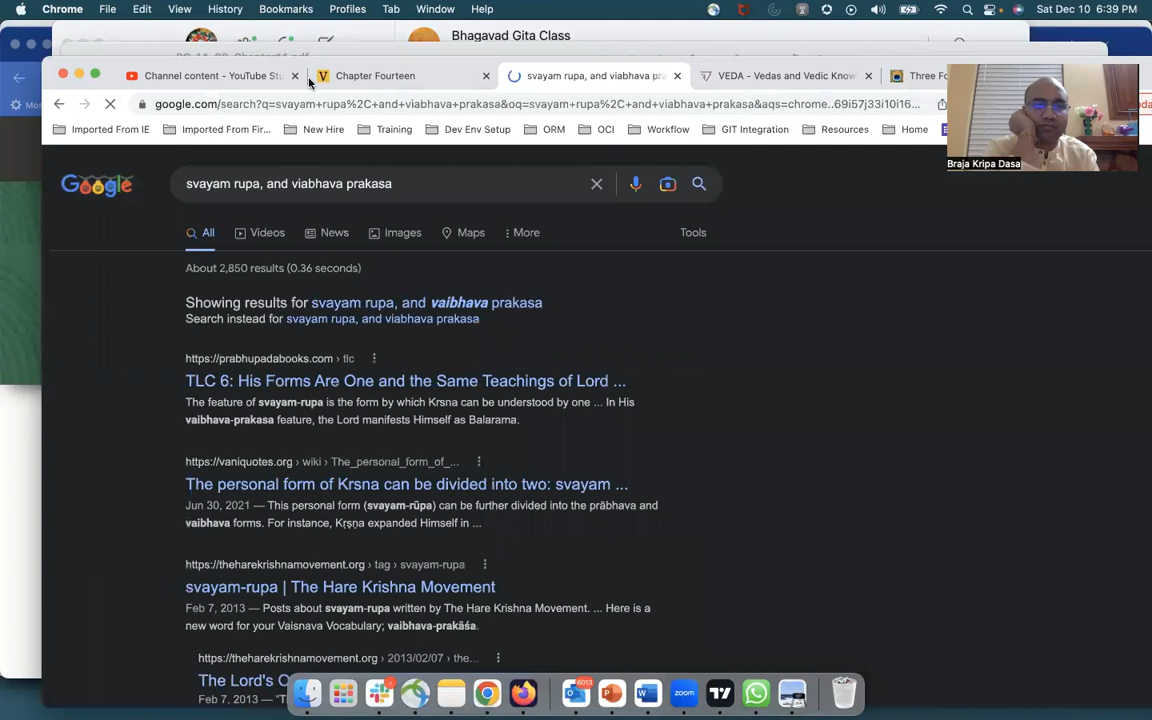 Chrome File Edit View History Bookmarks Profiles Tab Window Help Sat Dec 10 6:39 PM
Bhagavad Gita Class
Channel content - YouTube Stu
Chapter Fourteen
svayam rupa, and viabhava pra
VEDA - Vedas and Vedic Know
Three Fo
google.com/search?q=svayam+rupa%2C+and+viabhava+prakasa&oq=svayam+rupa%2C+and+viabhava+prakasa&aqs=chrome..69i57j33i10i16...
Imported From IE Imported From Fir... New Hire Training Dev Env Setup ORM OCI Workflow GIT Integration Resources Home
Braja Kripa Dasa
Google
svayam rupa, and viabhava prakasa
All Videos News Images Maps More Tools
About 2,850 results (0.36 seconds)
Showing results for svayam rupa, and vaibhava prakasa
Search instead for svayam rupa, and viabhava prakasa
https://prabhupadabooks.com › tlc
TLC 6: His Forms Are One and the Same Teachings of Lord ...
The feature of svayam-rupa is the form by which Krsna can be understood by one ... In His
vaibhava-prakasa feature, the Lord manifests Himself as Balarama.
https://vaniquotes.org › wiki › The_personal_form_of_...
The personal form of Krsna can be divided into two: svayam ...
Jun 30, 2021 — This personal form (svayam-rūpa) can be further divided into the prābhava and
vaibhava forms. For instance, Kṛṣṇa expanded Himself in ...
https://theharekrishnamovement.org › tag › svayam-rupa
svayam-rupa | The Hare Krishna Movement
Feb 7, 2013 — Posts about svayam-rupa written by The Hare Krishna Movement. ... Here is a
new word for your Vaisnava Vocabulary; vaibhava-prakāśa.
https://theharekrishnamovement.org › 2013/02/07 › the...
The Lord's O
Feb 7, 2013 —
6013
zoom